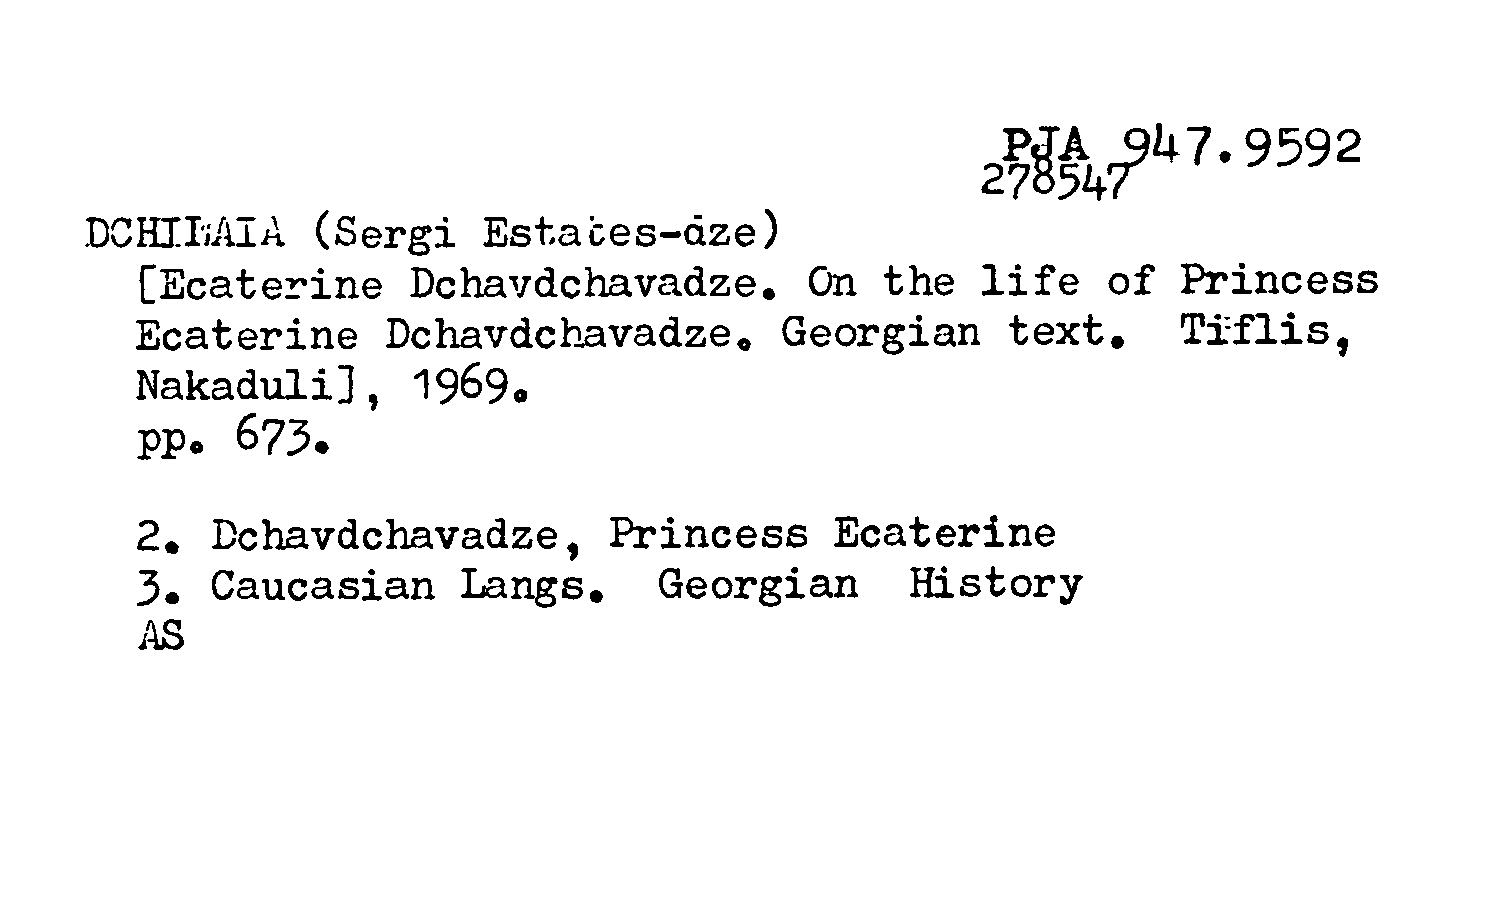 PJA 947.9592
278547
DCHILAIA (Sergi Estates-dze)
[Ecaterine Dchavdchavadze. On the life of Princess
Ecaterine Dchavdchavadze. Georgian text. Tiflis,
Nakaduli], 1969.
pp. 673.
2. Dchavdchavadze, Princess Ecaterine
3. Caucasian Langs. Georgian History
AS